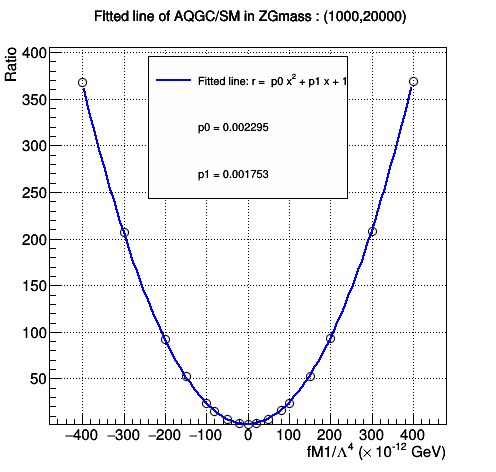 FItted line of AQGC/SM in ZGmass : (1000,20000)
Ratio
400
350
300
250
200
150
100
50
Fitted line: r = p0 x² + p1 x + 1
p0 = 0.002295
p1 = 0.001753
−400 −300 −200 −100 0 100 200 300 400
fM1/Λ⁴ (× 10⁻¹² GeV)